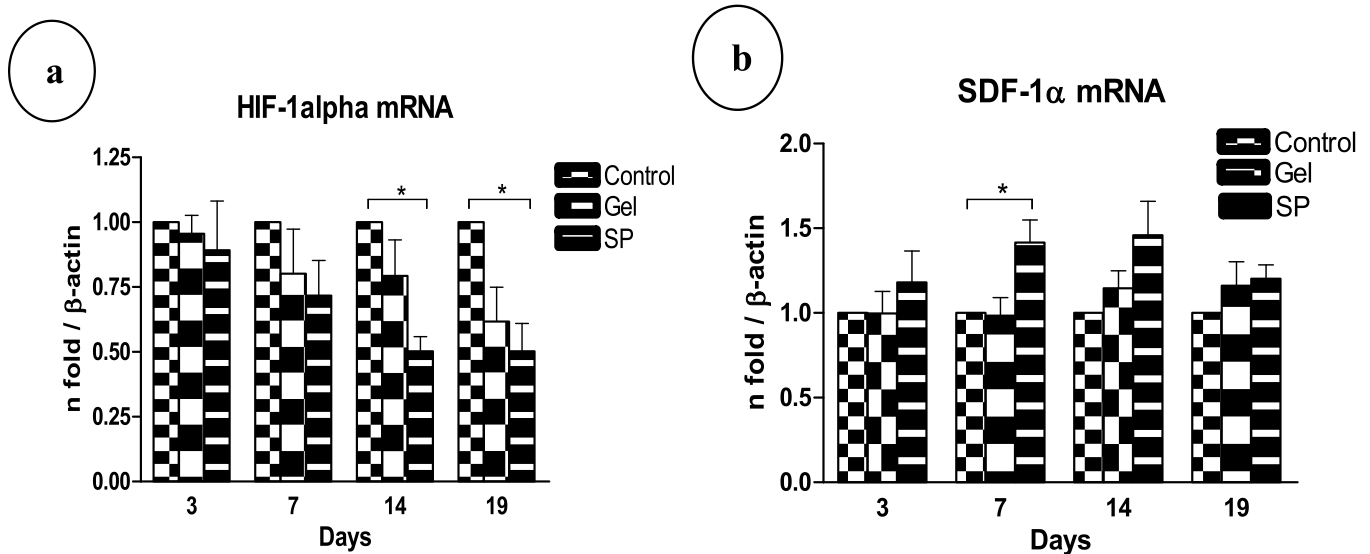 a
HIF-1alpha mRNA
n fold / β-actin
1.25
1.00
0.75
0.50
0.25
0.00
*
*
3 7 14 19
Days
Control
Gel
SP
b
SDF-1α mRNA
n fold / β-actin
2.0
1.5
1.0
0.5
0.0
*
3 7 14 19
Days
Control
Gel
SP